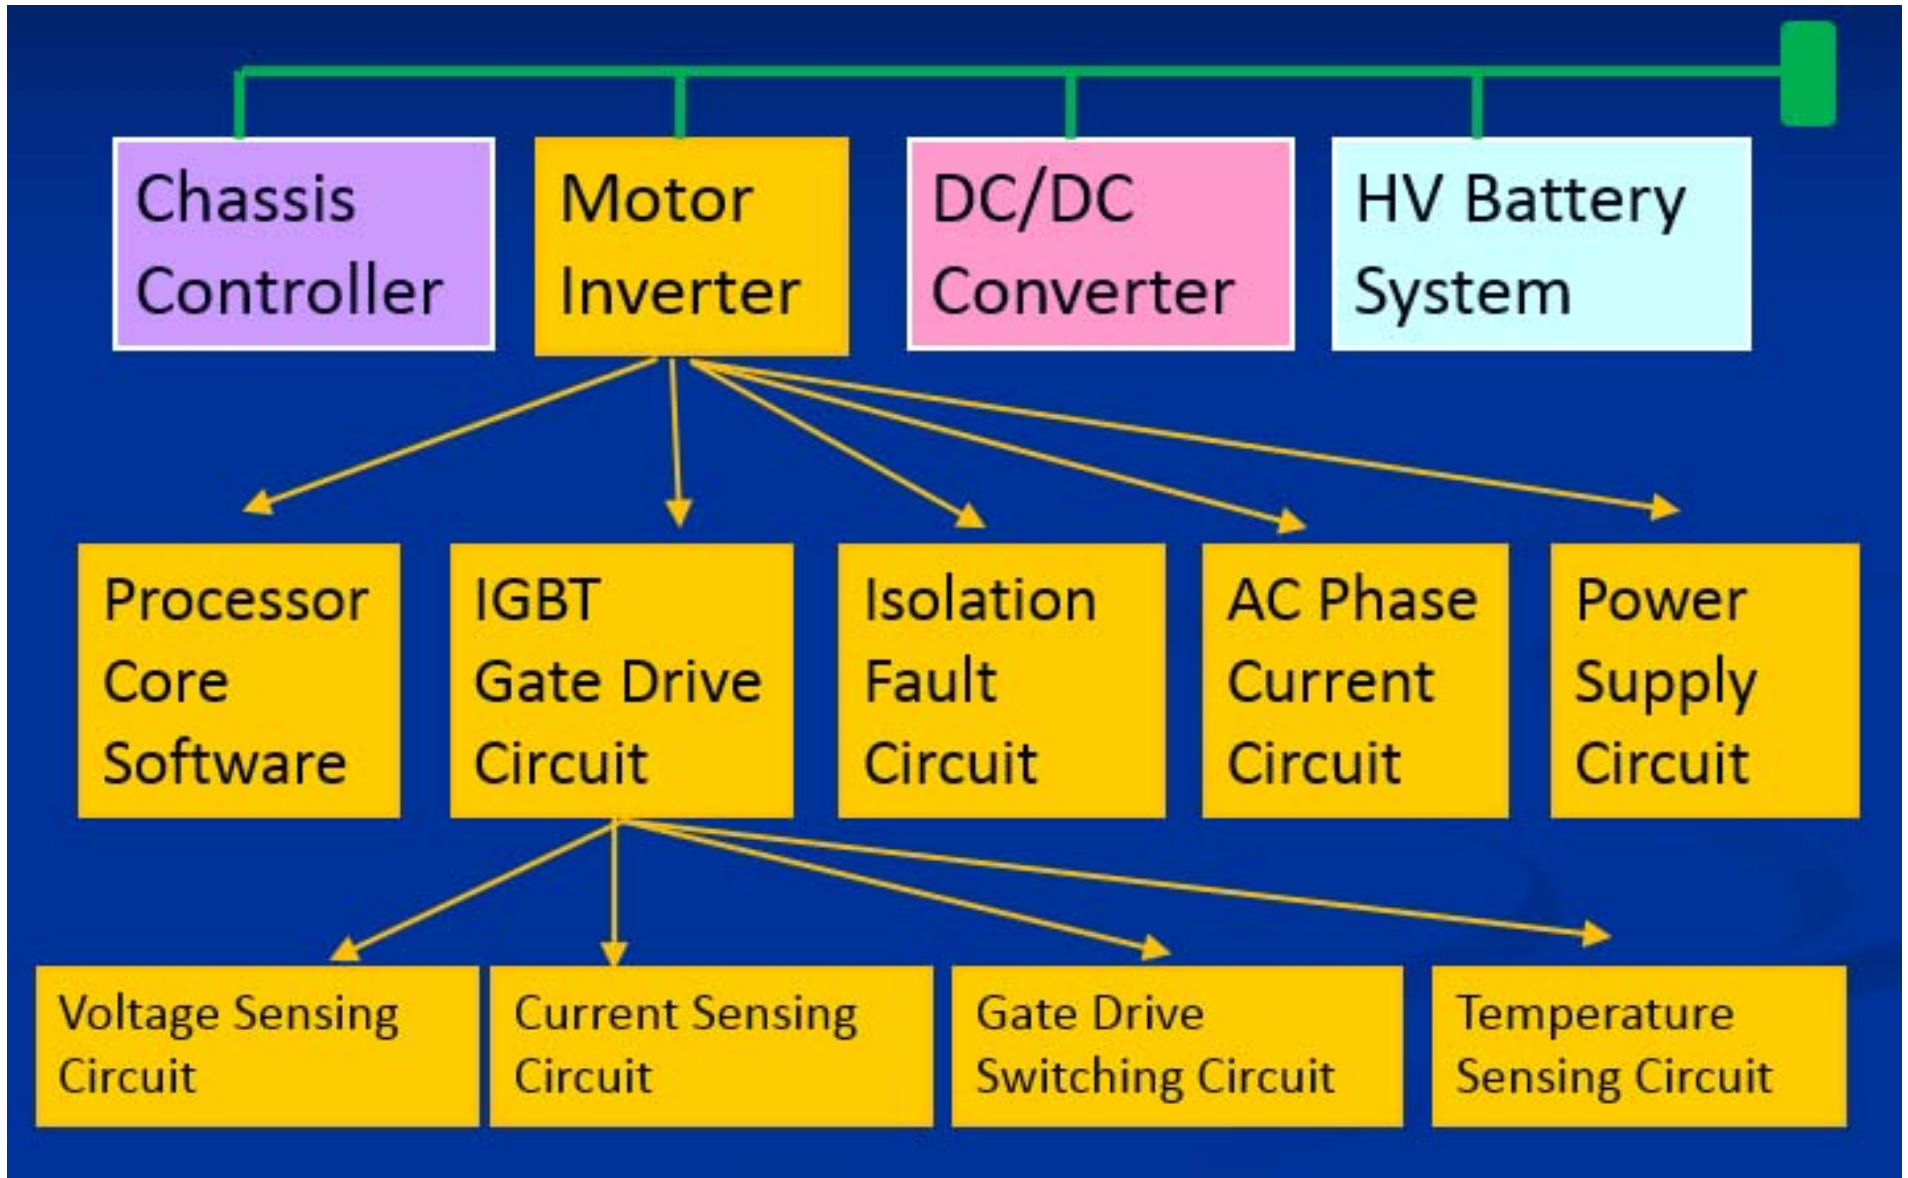 Chassis
Controller
Motor
Inverter
DC/DC
Converter
HV Battery
System
Processor
Core
Software
IGBT
Gate Drive
Circuit
Isolation
Fault
Circuit
AC Phase
Current
Circuit
Power
Supply
Circuit
Voltage Sensing
Circuit
Current Sensing
Circuit
Gate Drive
Switching Circuit
Temperature
Sensing Circuit